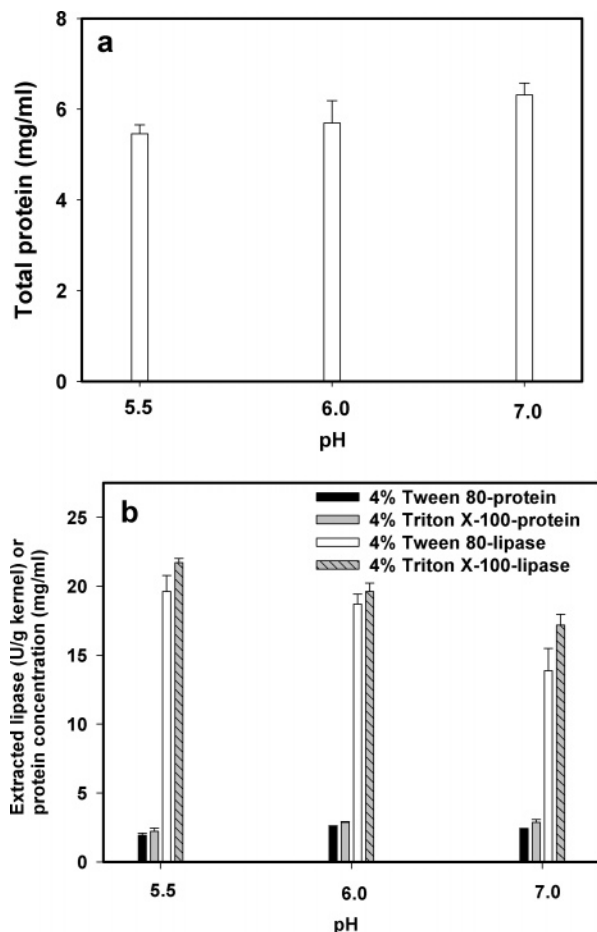 a
Total protein (mg/ml)
8
6
4
2
0
5.5 6.0 7.0
pH
b
4% Tween 80-protein
4% Triton X-100-protein
4% Tween 80-lipase
4% Triton X-100-lipase
Extracted lipase (U/g kernel) or
protein concentration (mg/ml)
25
20
15
10
5
0
5.5 6.0 7.0
pH